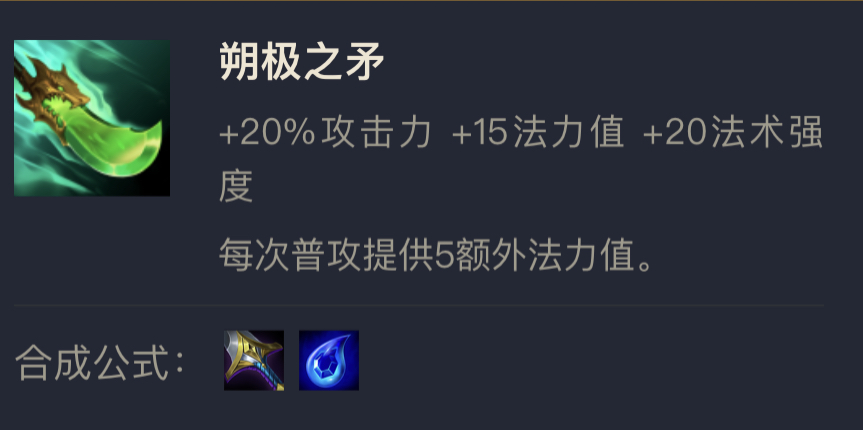 朔极之矛
+20%攻击力 +15法力值 +20法术强
度
每次普攻提供5额外法力值。
合成公式：